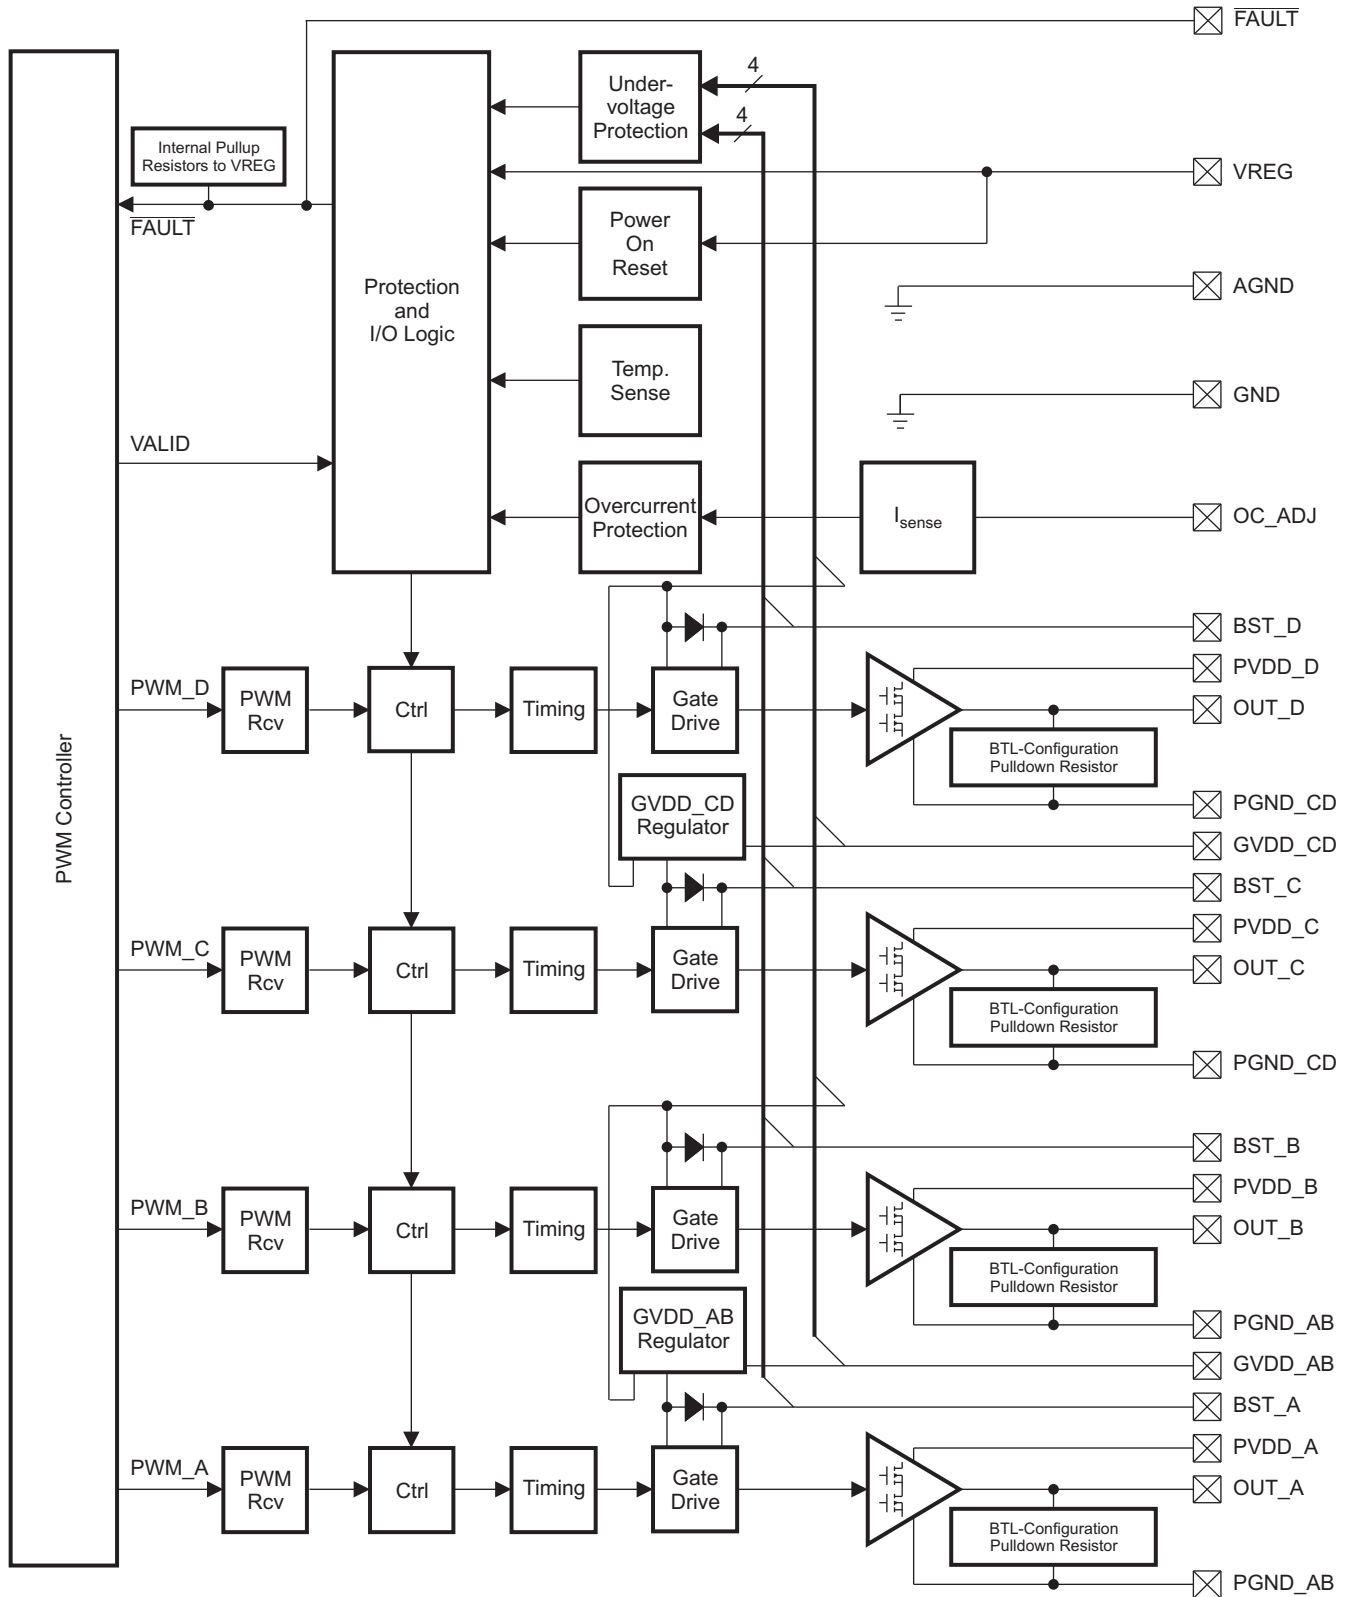 FAULT
4
Under-
voltage
Protection
4
Internal Pullup
Resistors to VREG
VREG
FAULT
Power
On
Reset
Protection
and
I/O Logic
AGND
Temp.
Sense
GND
VALID
Overcurrent
Protection
Isense
OC_ADJ
BST_D
PVDD_D
PWM_D
PWM
Rcv
Ctrl
Timing
Gate
Drive
OUT_D
BTL-Configuration
Pulldown Resistor
PWM Controller
GVDD_CD
Regulator
PGND_CD
GVDD_CD
BST_C
PVDD_C
PWM_C
PWM
Rcv
Ctrl
Timing
Gate
Drive
OUT_C
BTL-Configuration
Pulldown Resistor
PGND_CD
BST_B
PVDD_B
PWM_B
PWM
Rcv
Ctrl
Timing
Gate
Drive
OUT_B
BTL-Configuration
Pulldown Resistor
GVDD_AB
Regulator
PGND_AB
GVDD_AB
BST_A
PVDD_A
PWM_A
PWM
Rcv
Ctrl
Timing
Gate
Drive
OUT_A
BTL-Configuration
Pulldown Resistor
PGND_AB